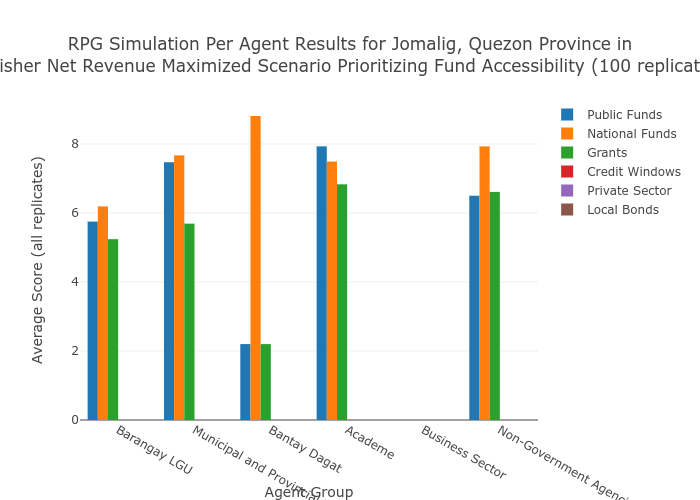 RPG Simulation Per Agent Results for Jomalig, Quezon Province in
isher Net Revenue Maximized Scenario Prioritizing Fund Accessibility (100 replicat
Public Funds
National Funds
Grants
Credit Windows
Private Sector
Local Bonds
Average Score (all replicates)
8
6
4
2
0
Barangay LGU
Municipal and Provincial
Bantay Dagat
Academe
Business Sector
Non-Government Agenci
Agent Group